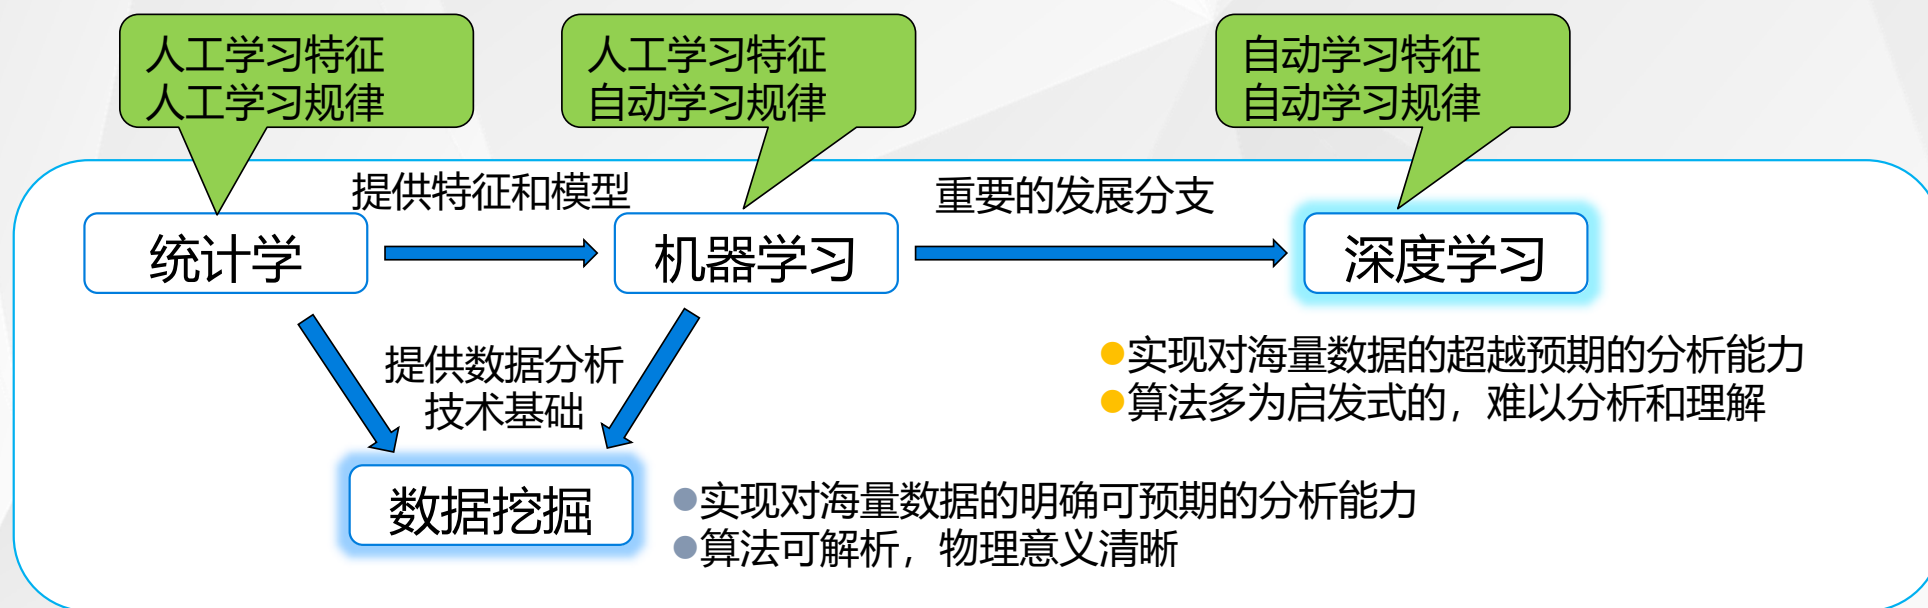 人工学习特征
人工学习规律
人工学习特征
自动学习规律
自动学习特征
自动学习规律
提供特征和模型
重要的发展分支
统计学
机器学习
深度学习
提供数据分析
技术基础
●实现对海量数据的超越预期的分析能力
●算法多为启发式的，难以分析和理解
数据挖掘
●实现对海量数据的明确可预期的分析能力
●算法可解析，物理意义清晰